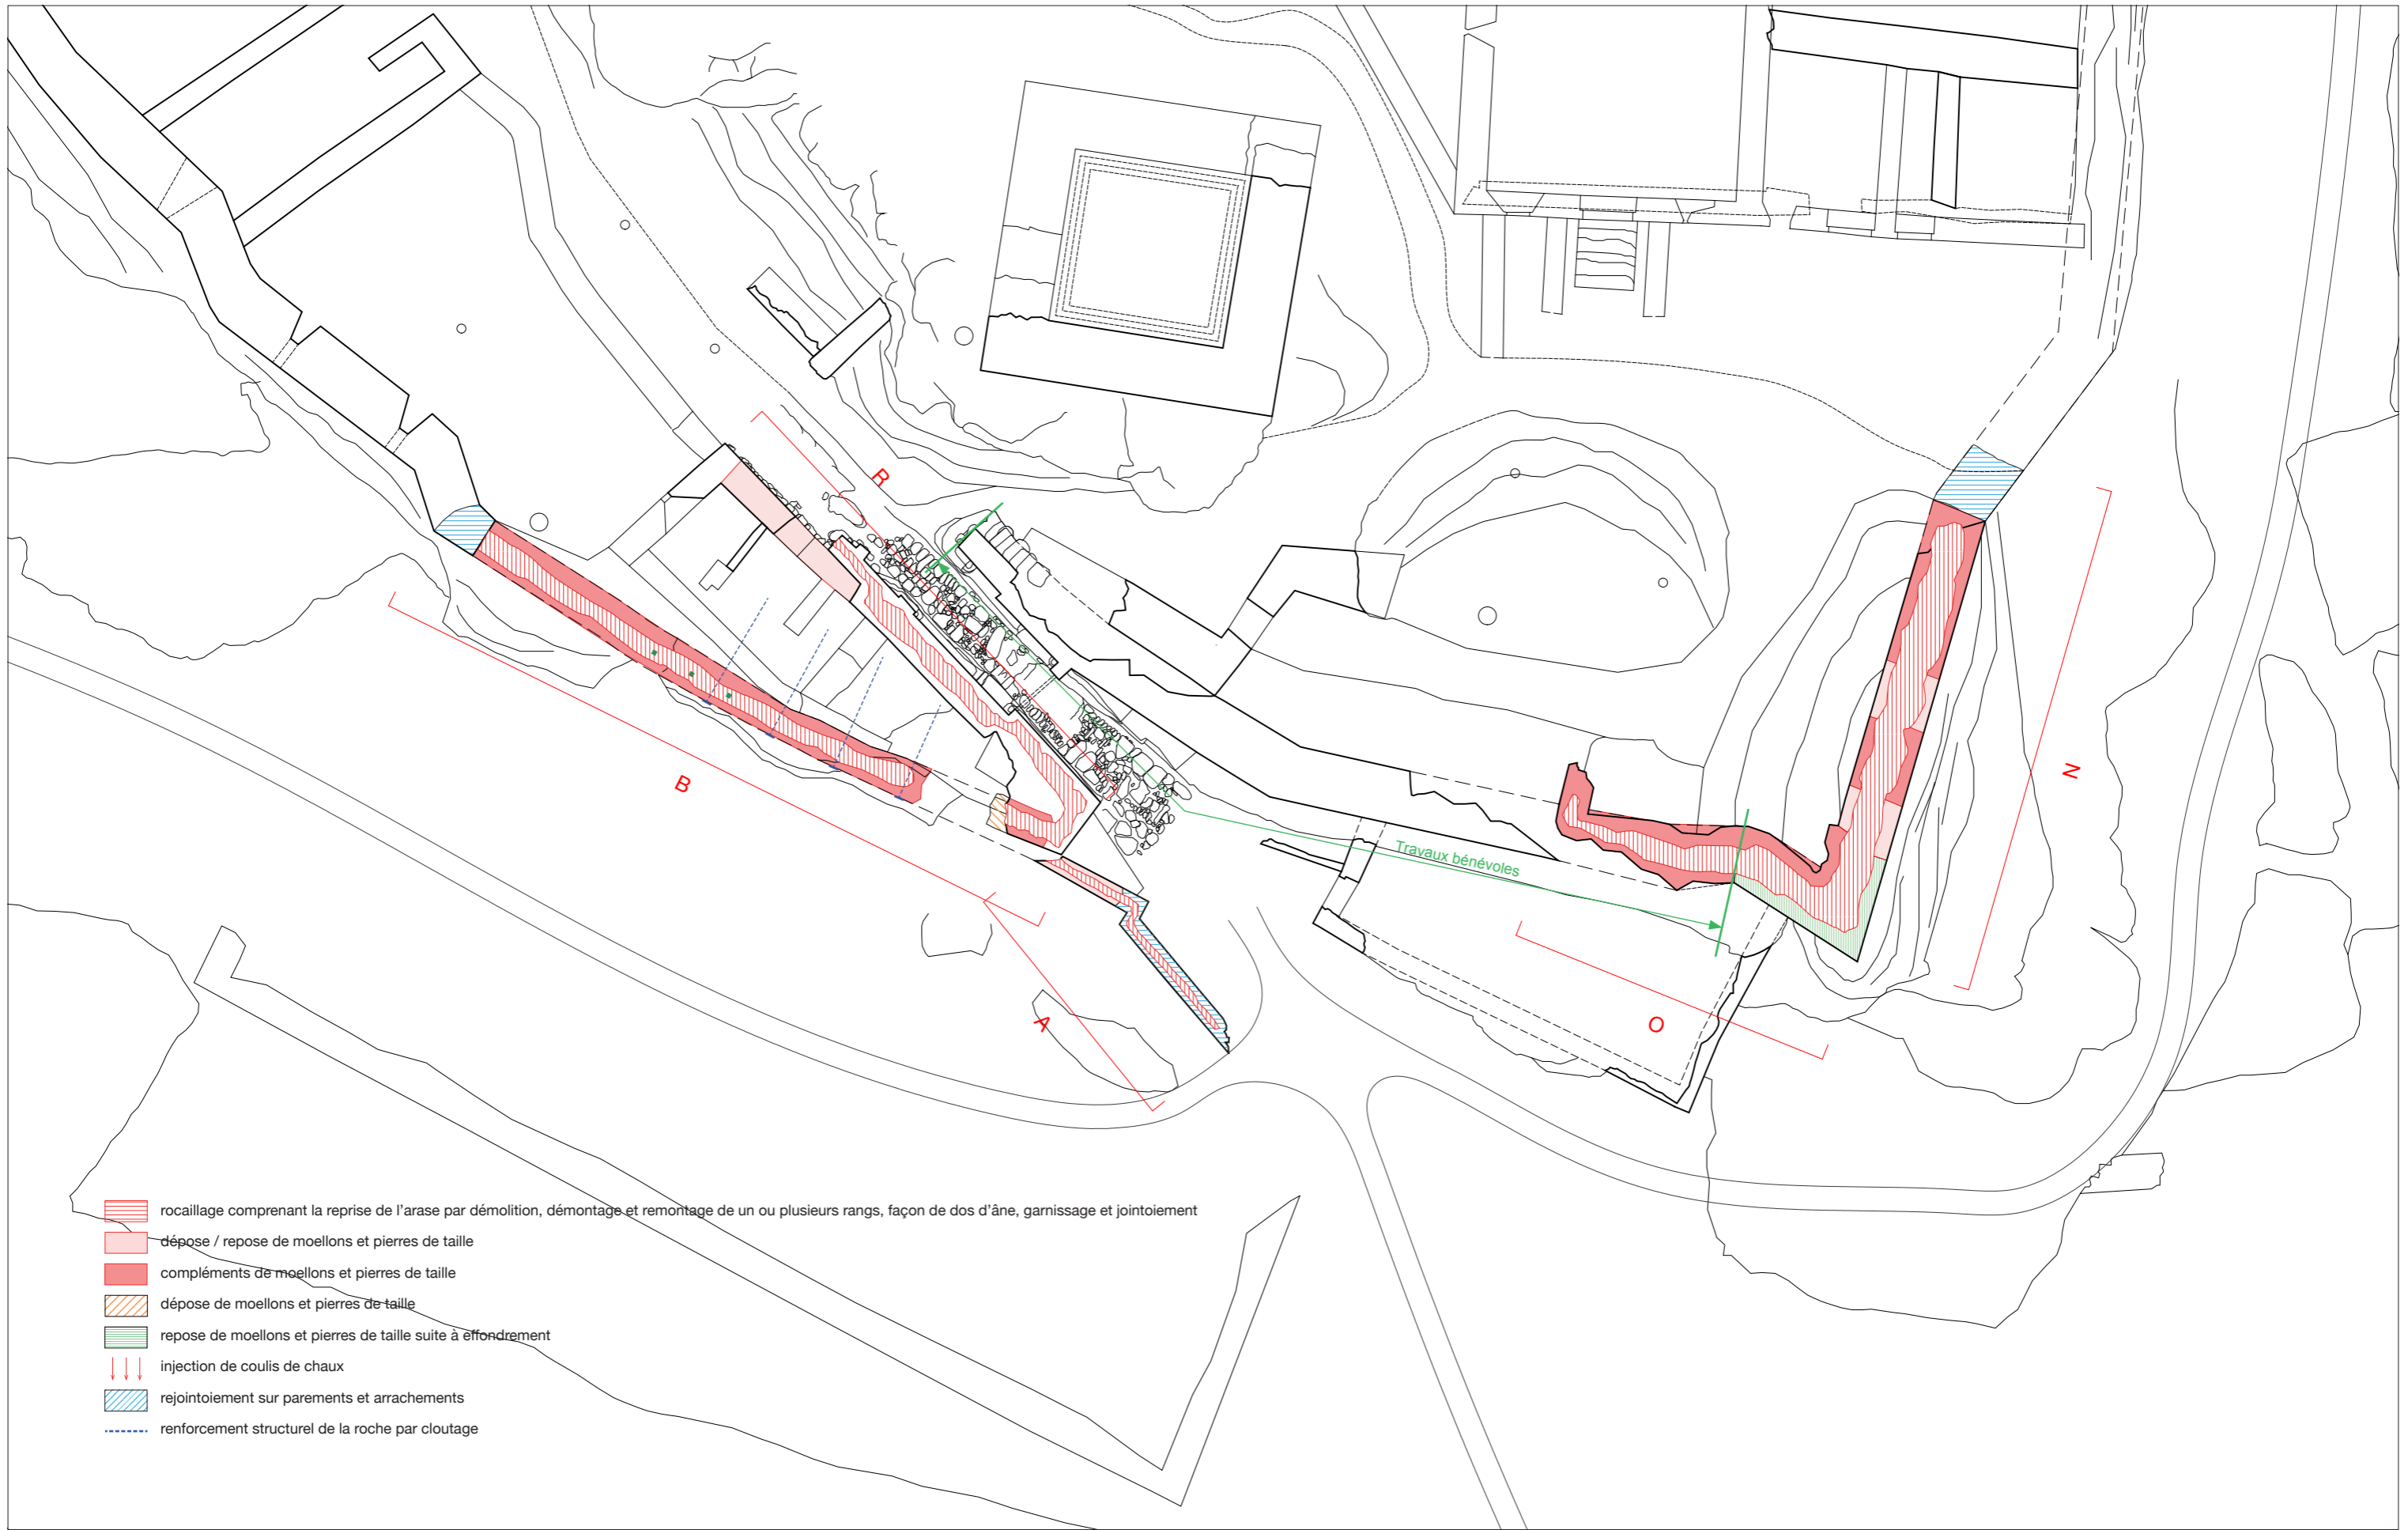 R
B
N
Travaux bénévoles
A
O
rocaillage comprenant la reprise de l'arase par démolition, démontage et remontage de un ou plusieurs rangs, façon de dos d'âne, garnissage et jointoiement
dépose / repose de moellons et pierres de taille
compléments de moellons et pierres de taille
dépose de moellons et pierres de taille
repose de moellons et pierres de taille suite à effondrement
injection de coulis de chaux
rejointoiement sur parements et arrachements
renforcement structurel de la roche par cloutage